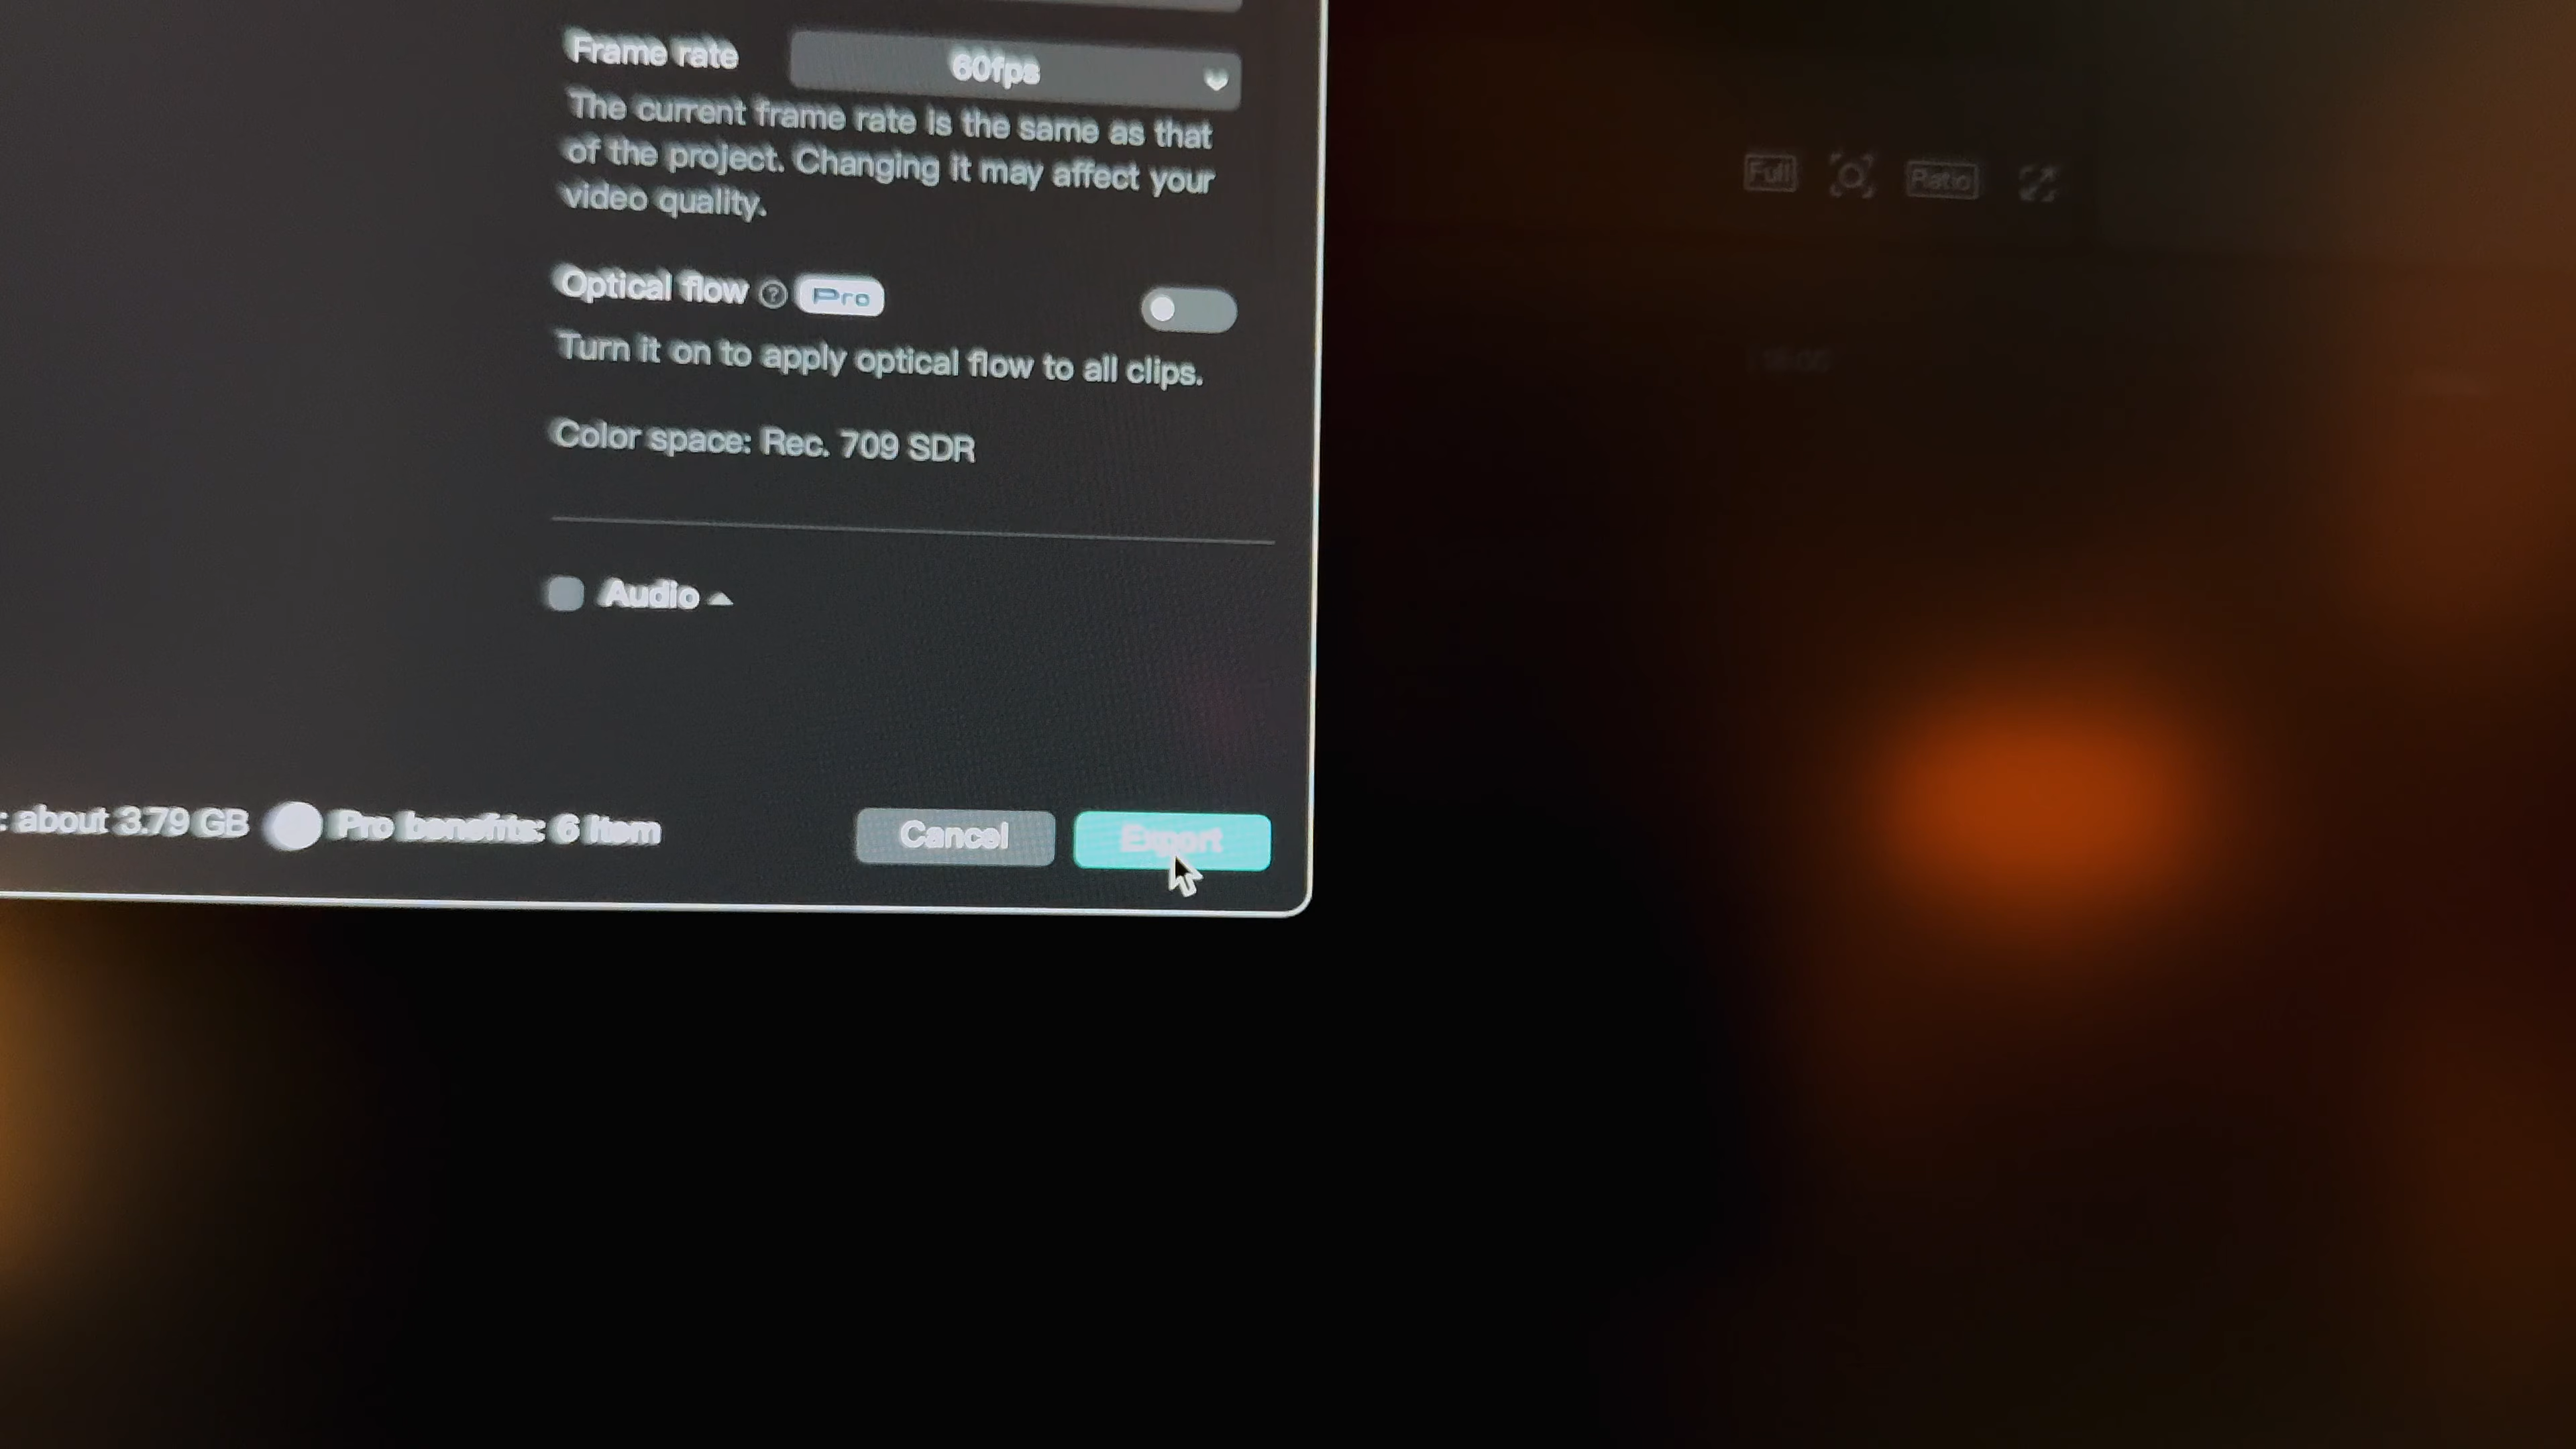 Frame rate 60fps
The current frame rate is the same as that
of the project. Changing it may affect your
video quality.
Optical flow ? Pro
Turn it on to apply optical flow to all clips.
Color space: Rec. 709 SDR
Audio
: about 3.79 GB Pro benefits: 6 item
Cancel Export
Full Ratio